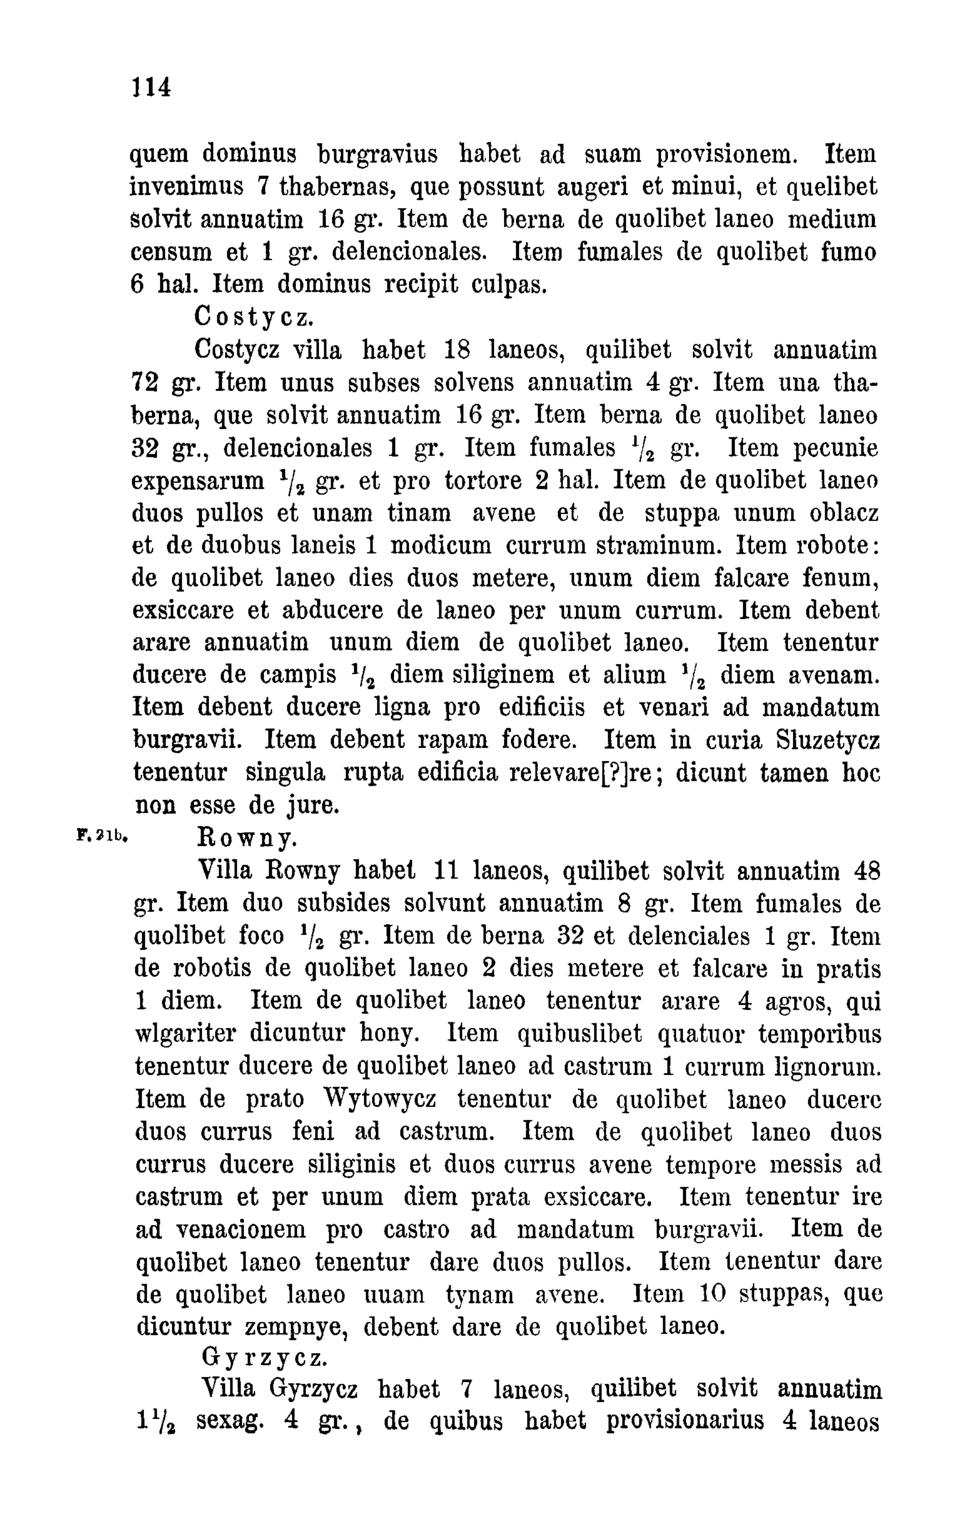 114
quem dominus burgravius habet ad suam provisionem. Item
invenimus 7 thabernas, que possunt augeri et minui, et quelibet
solvit annuatim 16 gr. Item de berna de quolibet laneo medium
censum et 1 gr. delencionales. Item fumales de quolibet fumo
6 hal. Item dominus recipit culpas.
Costycz.
Costycz villa habet 18 laneos, quilibet solvit annuatim
72 gr. Item unus subses solvens annuatim 4 gr. Item una tha-
berna, que solvit annuatim 16 gr. Item berna de quolibet laneo
32 gr., delencionales 1 gr. Item fumales 1/2 gr. Item pecunie
expensarum 1/2 gr. et pro tortore 2 hal. Item de quolibet laneo
duos pullos et unam tinam avene et de stuppa unum oblacz
et de duobus laneis 1 modicum currum straminum. Item robote:
de quolibet laneo dies duos metere, unum diem falcare fenum,
exsiccare et abducere de laneo per unum currum. Item debent
arare annuatim unum diem de quolibet laneo. Item tenentur
ducere de campis 1/2 diem siliginem et alium 1/2 diem avenam.
Item debent ducere ligna pro edificiis et venari ad mandatum
burgravii. Item debent rapam fodere. Item in curia Sluzetycz
tenentur singula rupta edificia relevare[?]re; dicunt tamen hoc
non esse de jure.
F. 21b. Rowny.
Villa Rowny habet 11 laneos, quilibet solvit annuatim 48
gr. Item duo subsides solvunt annuatim 8 gr. Item fumales de
quolibet foco 1/2 gr. Item de berna 32 et delenciales 1 gr. Item
de robotis de quolibet laneo 2 dies metere et falcare in pratis
1 diem. Item de quolibet laneo tenentur arare 4 agros, qui
wlgariter dicuntur hony. Item quibuslibet quatuor temporibus
tenentur ducere de quolibet laneo ad castrum 1 currum lignorum.
Item de prato Wytowycz tenentur de quolibet laneo ducere
duos currus feni ad castrum. Item de quolibet laneo duos
currus ducere siliginis et duos currus avene tempore messis ad
castrum et per unum diem prata exsiccare. Item tenentur ire
ad venacionem pro castro ad mandatum burgravii. Item de
quolibet laneo tenentur dare duos pullos. Item tenentur dare
de quolibet laneo uuam tynam avene. Item 10 stuppas, que
dicuntur zempnye, debent dare de quolibet laneo.
Gyrzycz.
Villa Gyrzycz habet 7 laneos, quilibet solvit annuatim
1 1/2 sexag. 4 gr., de quibus habet provisionarius 4 laneos